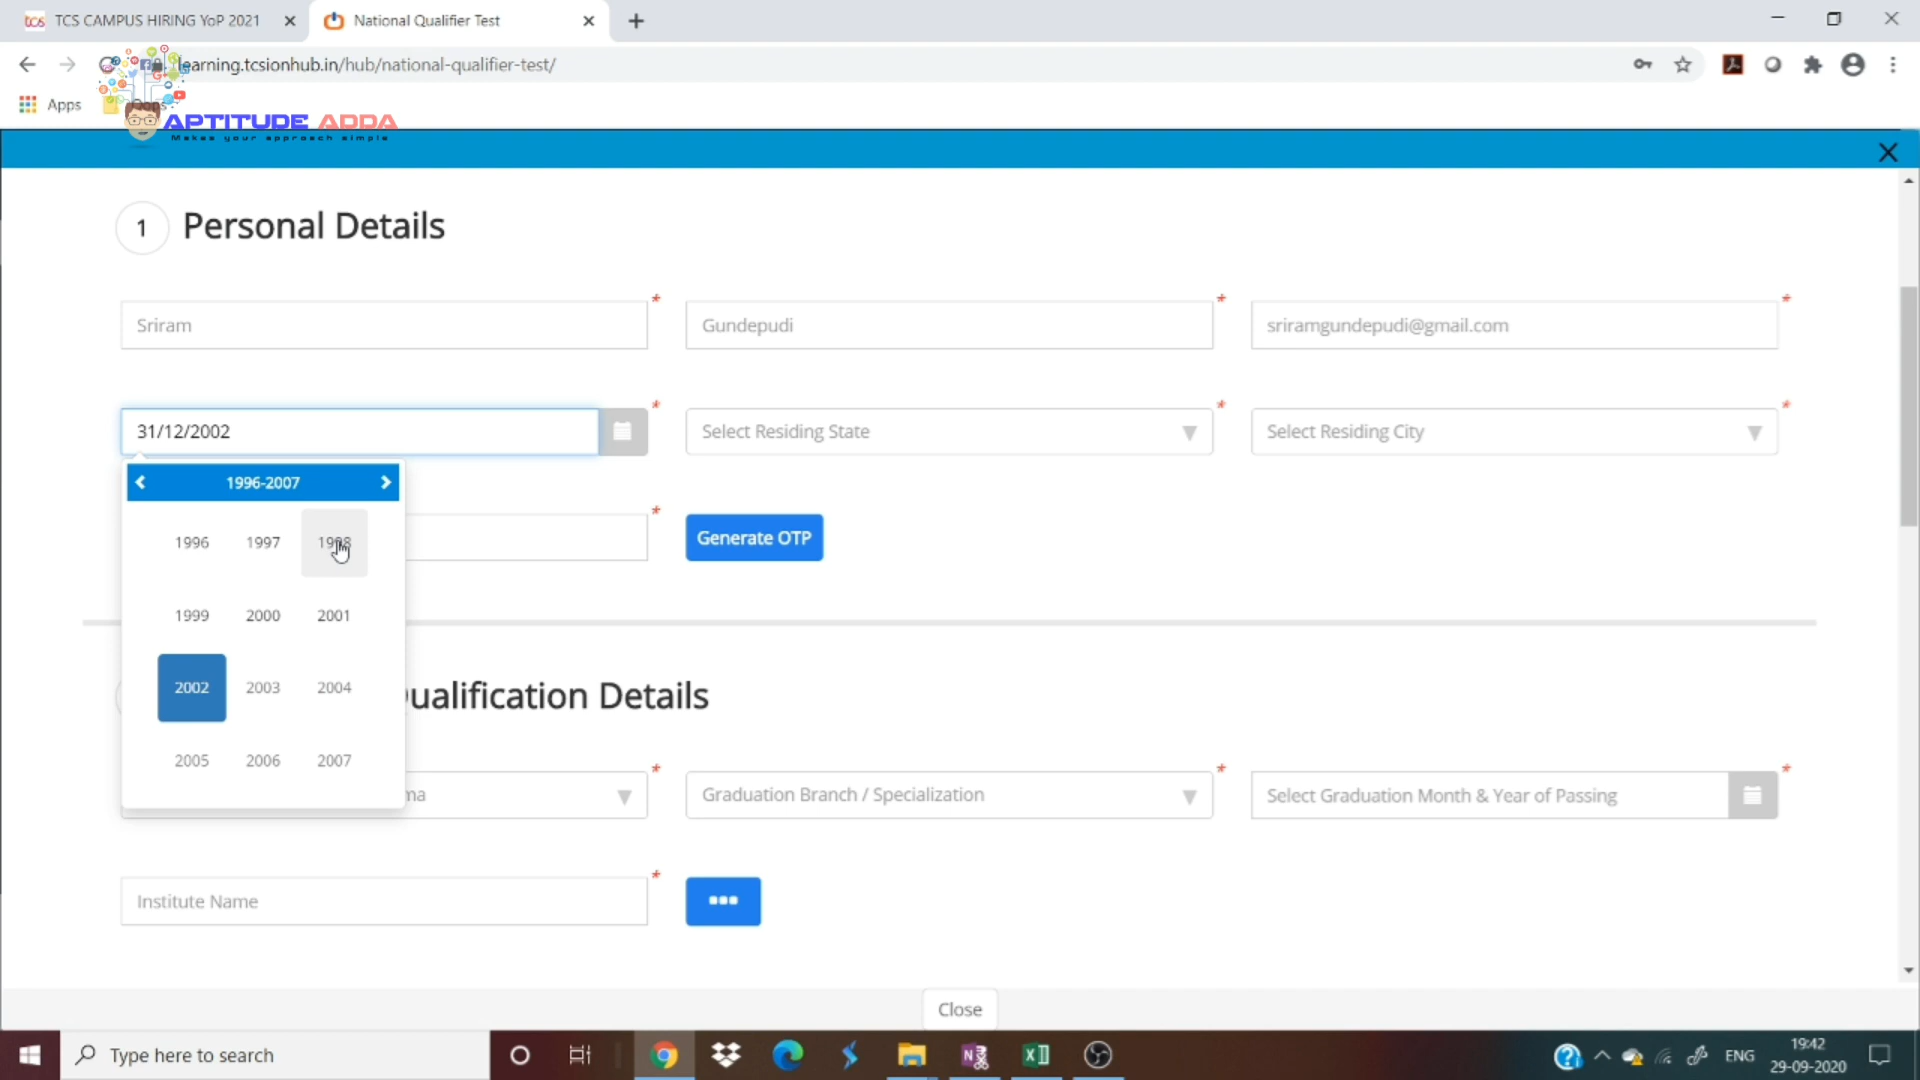 TCS CAMPUS HIRING YoP 2021
National Qualifier Test
learning.tcsionhub.in/hub/national-qualifier-test/
Apps
APTITUDE ADDA
Makes your approach simple
1 Personal Details
Sriram
Gundepudi
sriramgundepudi@gmail.com
31/12/2002
Select Residing State
Select Residing City
1996-2007
1996 1997 1998
1999 2000 2001
2002 2003 2004
2005 2006 2007
Generate OTP
ualification Details
ma
Graduation Branch / Specialization
Select Graduation Month & Year of Passing
Institute Name
Close
Type here to search
ENG
19:42
29-09-2020